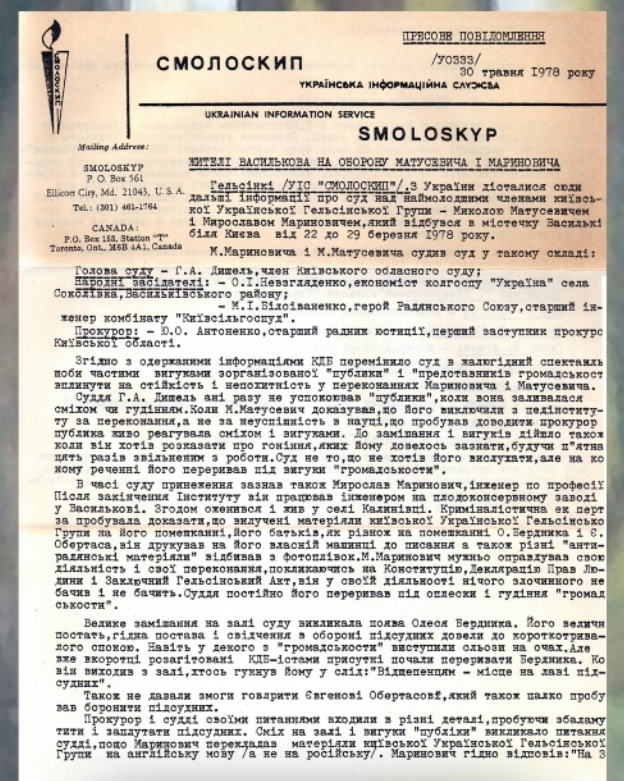 ПРЕСОВЕ ПОВІДОМЛЕННЯ
/У0333/
30 травня 1978 року
СМОЛОСКИП
УКРАЇНСЬКА ІНФОРМАЦІЙНА СЛУЖБА
UKRAINIAN INFORMATION SERVICE
SMOLOSKYP
Mailing Address:
SMOLOSKYP
P. O. Box 561
Ellicott City, Md. 21043, U. S. A.
Tel.: (301) 461-1764
CANADA:
P.O. Box 153, Station "T"
Toronto, Ont., M6B 4A1, Canada
ЖИТЕЛІ ВАСИЛЬКОВА НА ОБОРОНУ МАТУСЕВИЧА І МАРИНОВИЧА
Гельсінкі /УІС "СМОЛОСКИП"/.З України дісталися сюди
дальші інформації про суд над наймолодшими членами київсь-
кої Української Гельсінської Групи - Миколою Матусевичем
і Мирославом Мариновичем,який відбувся в містечку Василькі
біля Києва від 22 до 29 березня 1978 року.
М.Мариновича і М.Матусевича судив суд у такому складі:
Голова суду - Г.А. Дишель,член Київського обласного суду;
Народні засідателі: - О.І.Невзгляденко,економіст колгоспу "Україна" села
Соколівка,Васильківського району;
- М.І.Білоіваненко,герой Радянського Союзу,старший ін-
женер комбінату "Київсільгоспуд".
Прокурор: - Ю.О. Антоненко,старший радник юстиції,перший заступник прокуро
Київської області.
Згідно з одержаними інформаціями КДБ перемінило суд в жалюгідний спектакль
щоби частими вигуками зорганізованої "публики" і "представників громадськост
вплинути на стійкість і непохитність у переконаннях Мариновича і Матусевича.
Суддя Г.А. Дишель ані разу не успокоював "публики",коли вона заливалася
сміхом чи гудінням.Коли М.Матусевич доказував,що його виключили з педінститу-
ту за переконання,а не за неуспішність в науці,що пробував доводити прокурор
публика живо реагувала сміхом і вигуками. До замішання і вигуків дійшло також
коли він хотів розказати про гоніння,яких йому довелось зазнати,будучи п"ятна
цять разів звільненим з роботи.Суд не то,що не хотів його вислухати,але на ко
ному реченні його переривав під вигуки "громадськости".
В часі суду принеження зазнав також Мирослав Маринович,інженер по професії
Після закінчення Інституту він працював інженером на плодоконсервному заводі
у Василькові. Згодом оженився і жив у селі Калинівці. Криміналістична ек перт
за пробувала доказати,що вилучені матеріяли київської Української Гельсінсько
Групи на його помешканні,його батьків,як рівнож на помешканні О.Бердника і Є.
Обертаса,він друкував на його власній машинці до писання а також різні "анти-
радянські матеріяли" відбивав з фотоплівок.М.Маринович мужньо оправдував свою
діяльність і свої переконання,покликаючись на Конституцію,Деклярацію Прав Лю-
дини і Заключний Гельсінський Акт,він у своїй діяльності нічого злочинного не
бачив і не бачить.Суддя постійно його переривав під оплески і гудіння "громад
ськости".
Велике замішання на залі суду викликала поява Олеся Бердника. Його величн
постать,гідна постава і свідчення в обороні підсудних довели до короткотрива-
лого спокою. Навіть у декого з "громадськости" виступили сльози на очах.Але
вже вкоротці розагітовані КДБ-істами присутні почали переривати Бердника. Ко
він виходив з залі,хтось гукнув йому у слід:"Відщепенцям - місце на лаві під-
судних".
Також не давали змоги говлрити Євгенові Обертасові,який також палко пробу
вав боронити підсудних.
Прокурор і судді своїми питаннями входили в різні деталі,пробуючи збаламу
тити і заплутати підсудних. Сміх на залі і вигуки "публіки" викликало питання
судді,пощо Маринович перекладав матеріяли київської Української Гельсінської
Групи на англійську мову /а не на російську/. Маринович гідно відповів:"На З